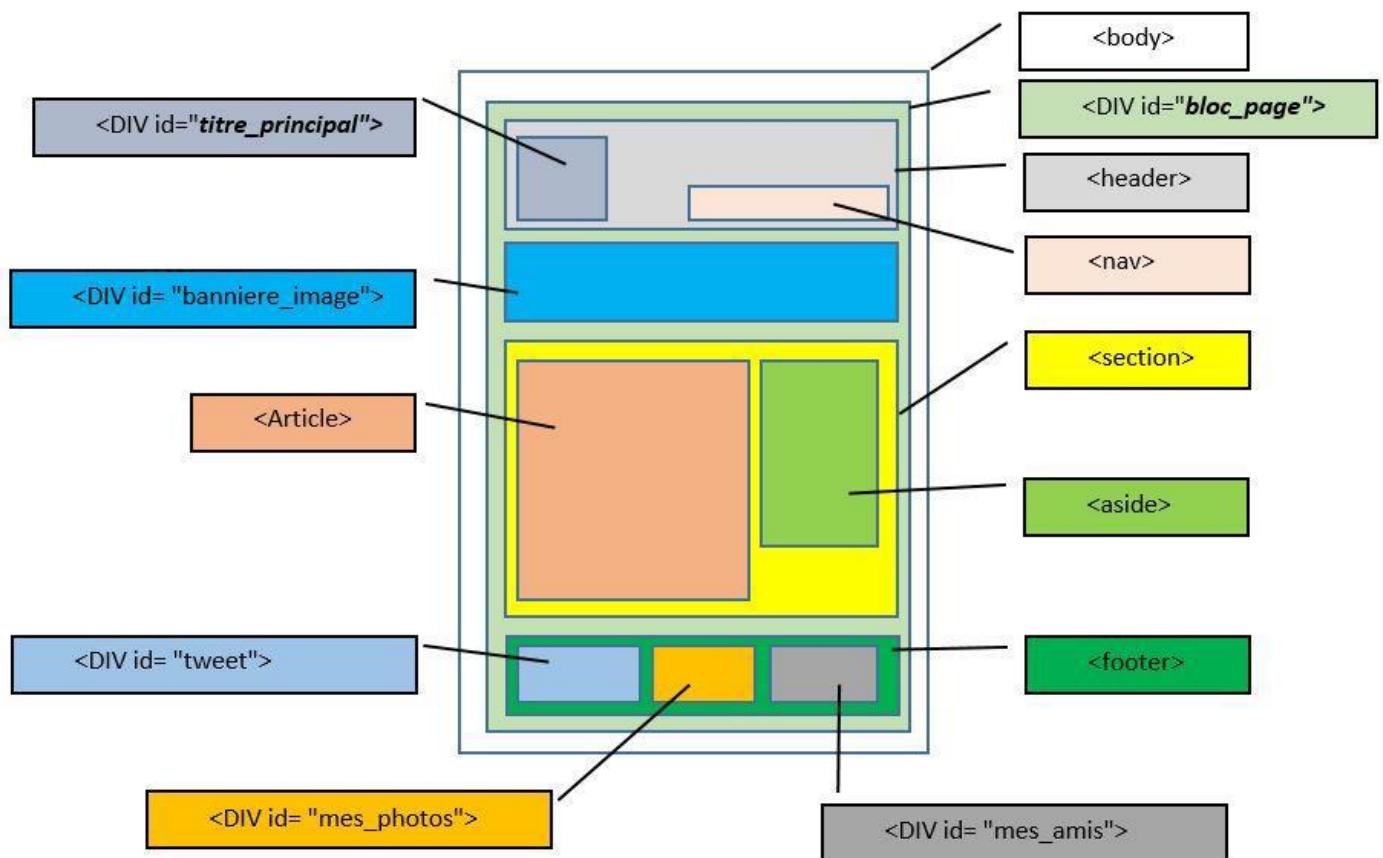 <body>
<DIV id="bloc_page">
<DIV id="titre_principal">
<header>
<nav>
<DIV id= "banniere_image">
<section>
<Article>
<aside>
<DIV id= "tweet">
<footer>
<DIV id= "mes_photos">
<DIV id= "mes_amis">